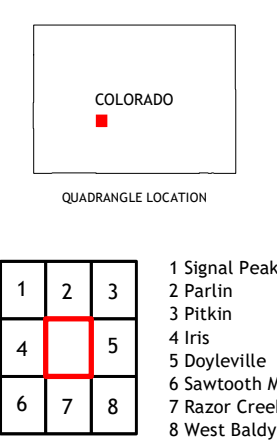 COLORADO
QUADRANGLE LOCATION
1 2 3
4 5
6 7 8
1 Signal Peak
2 Parlin
3 Pitkin
4 Iris
5 Doyleville
6 Sawtooth
7 Razor Creek
8 West Baldy